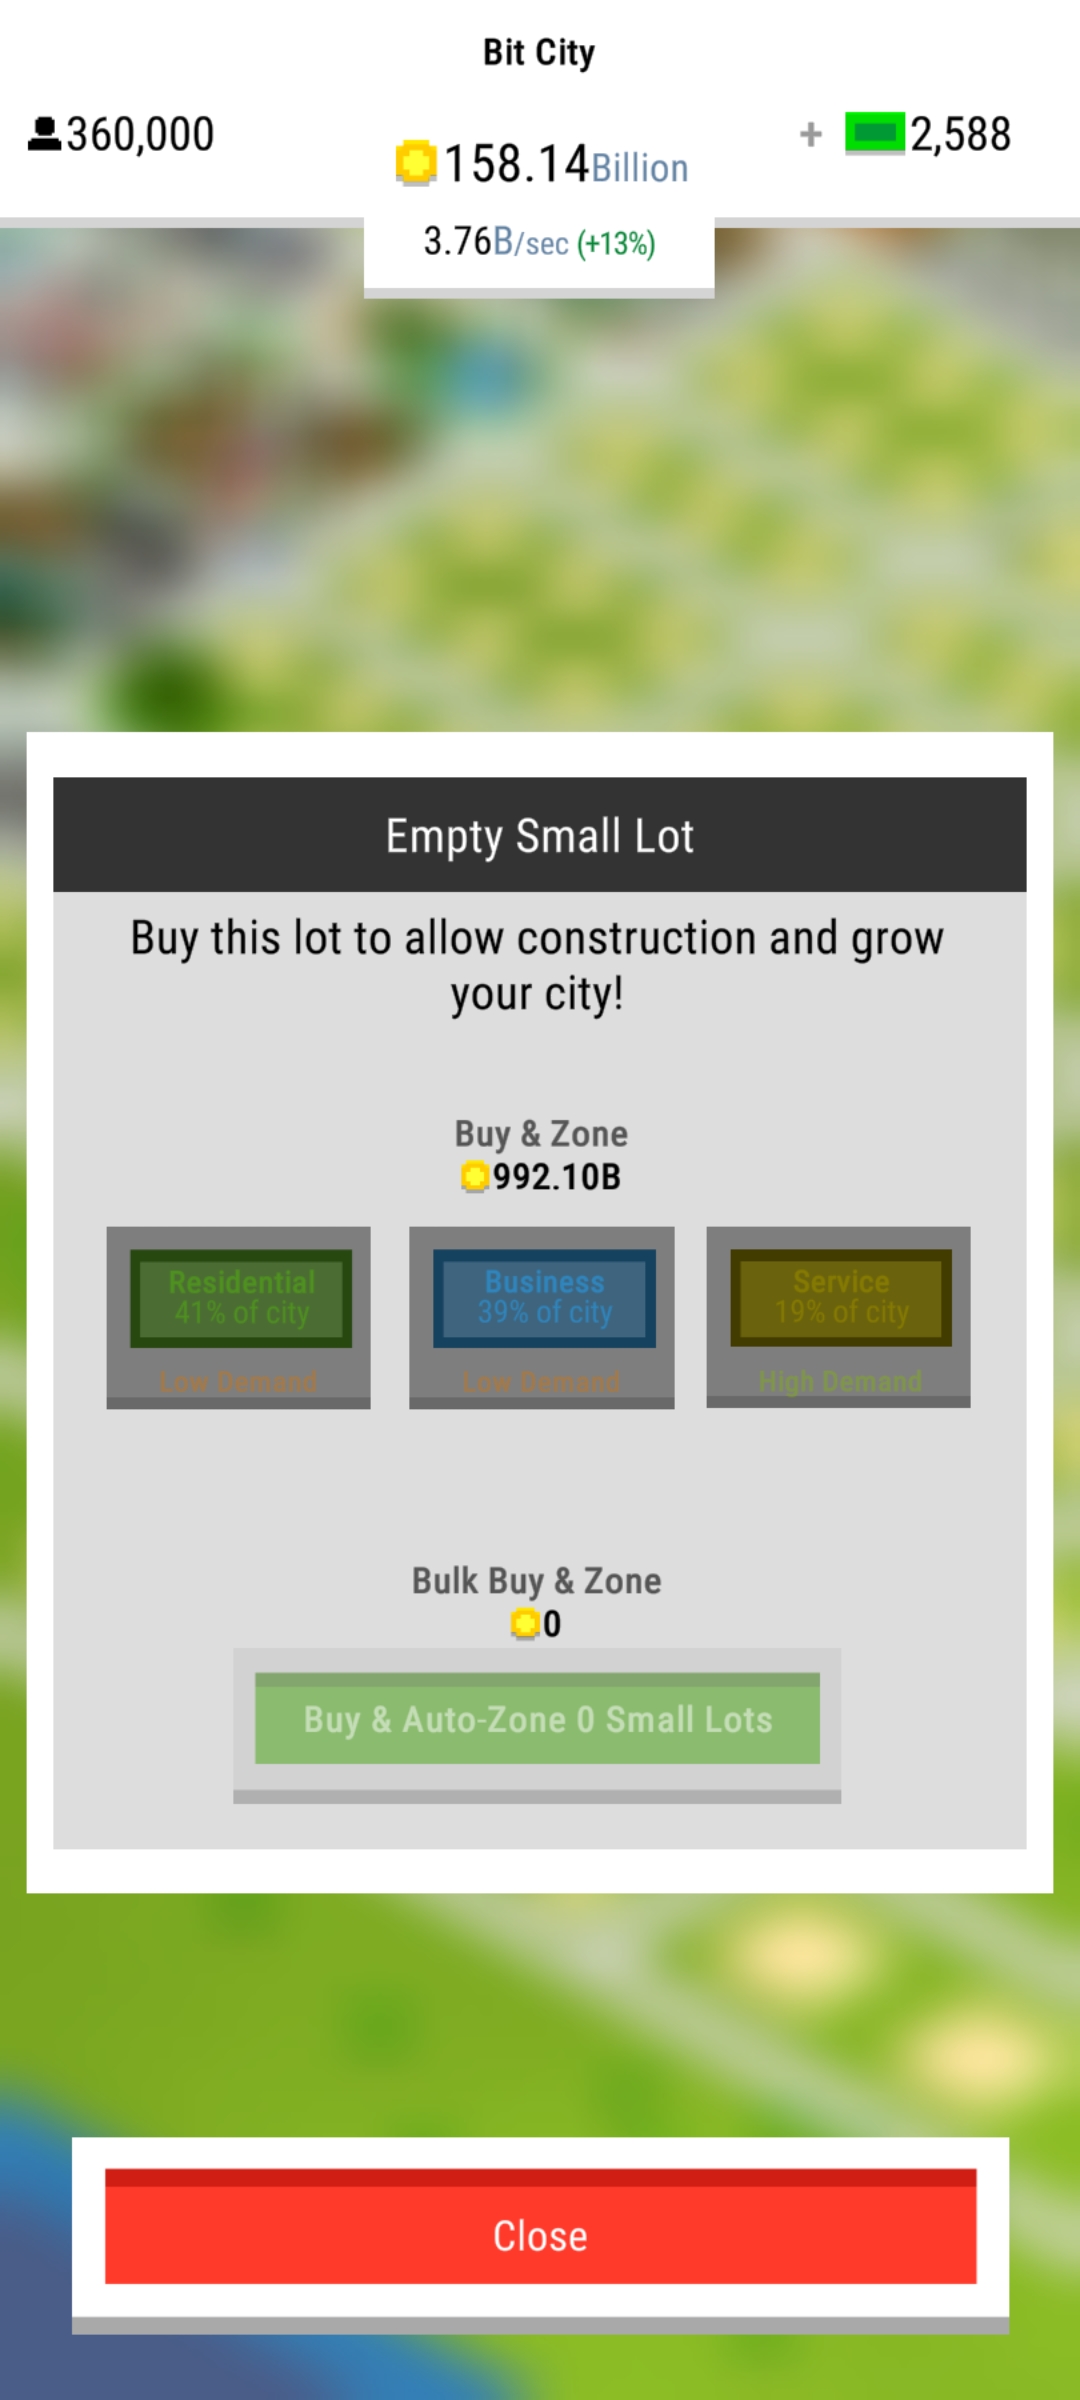 Bit City
360,000
158.14Billion
+ 2,588
3.76B/sec (+13%)
Empty Small Lot
Buy this lot to allow construction and grow
your city!
Buy & Zone
992.10B
Residential
41% of city
Low Demand
Business
39% of city
Low Demand
Service
19% of city
High Demand
Bulk Buy & Zone
0
Buy & Auto-Zone 0 Small Lots
Close